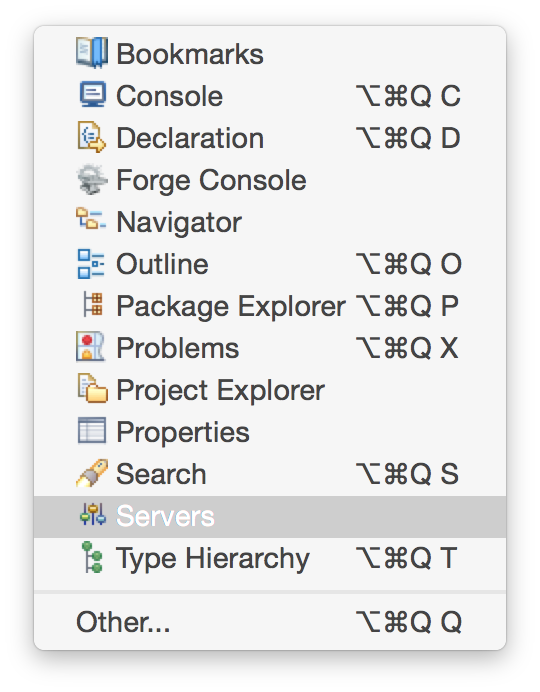 Bookmarks
Console ⌥⌘Q C
Declaration ⌥⌘Q D
Forge Console
Navigator
Outline ⌥⌘Q O
Package Explorer ⌥⌘Q P
Problems ⌥⌘Q X
Project Explorer
Properties
Search ⌥⌘Q S
Servers
Type Hierarchy ⌥⌘Q T
Other... ⌥⌘Q Q